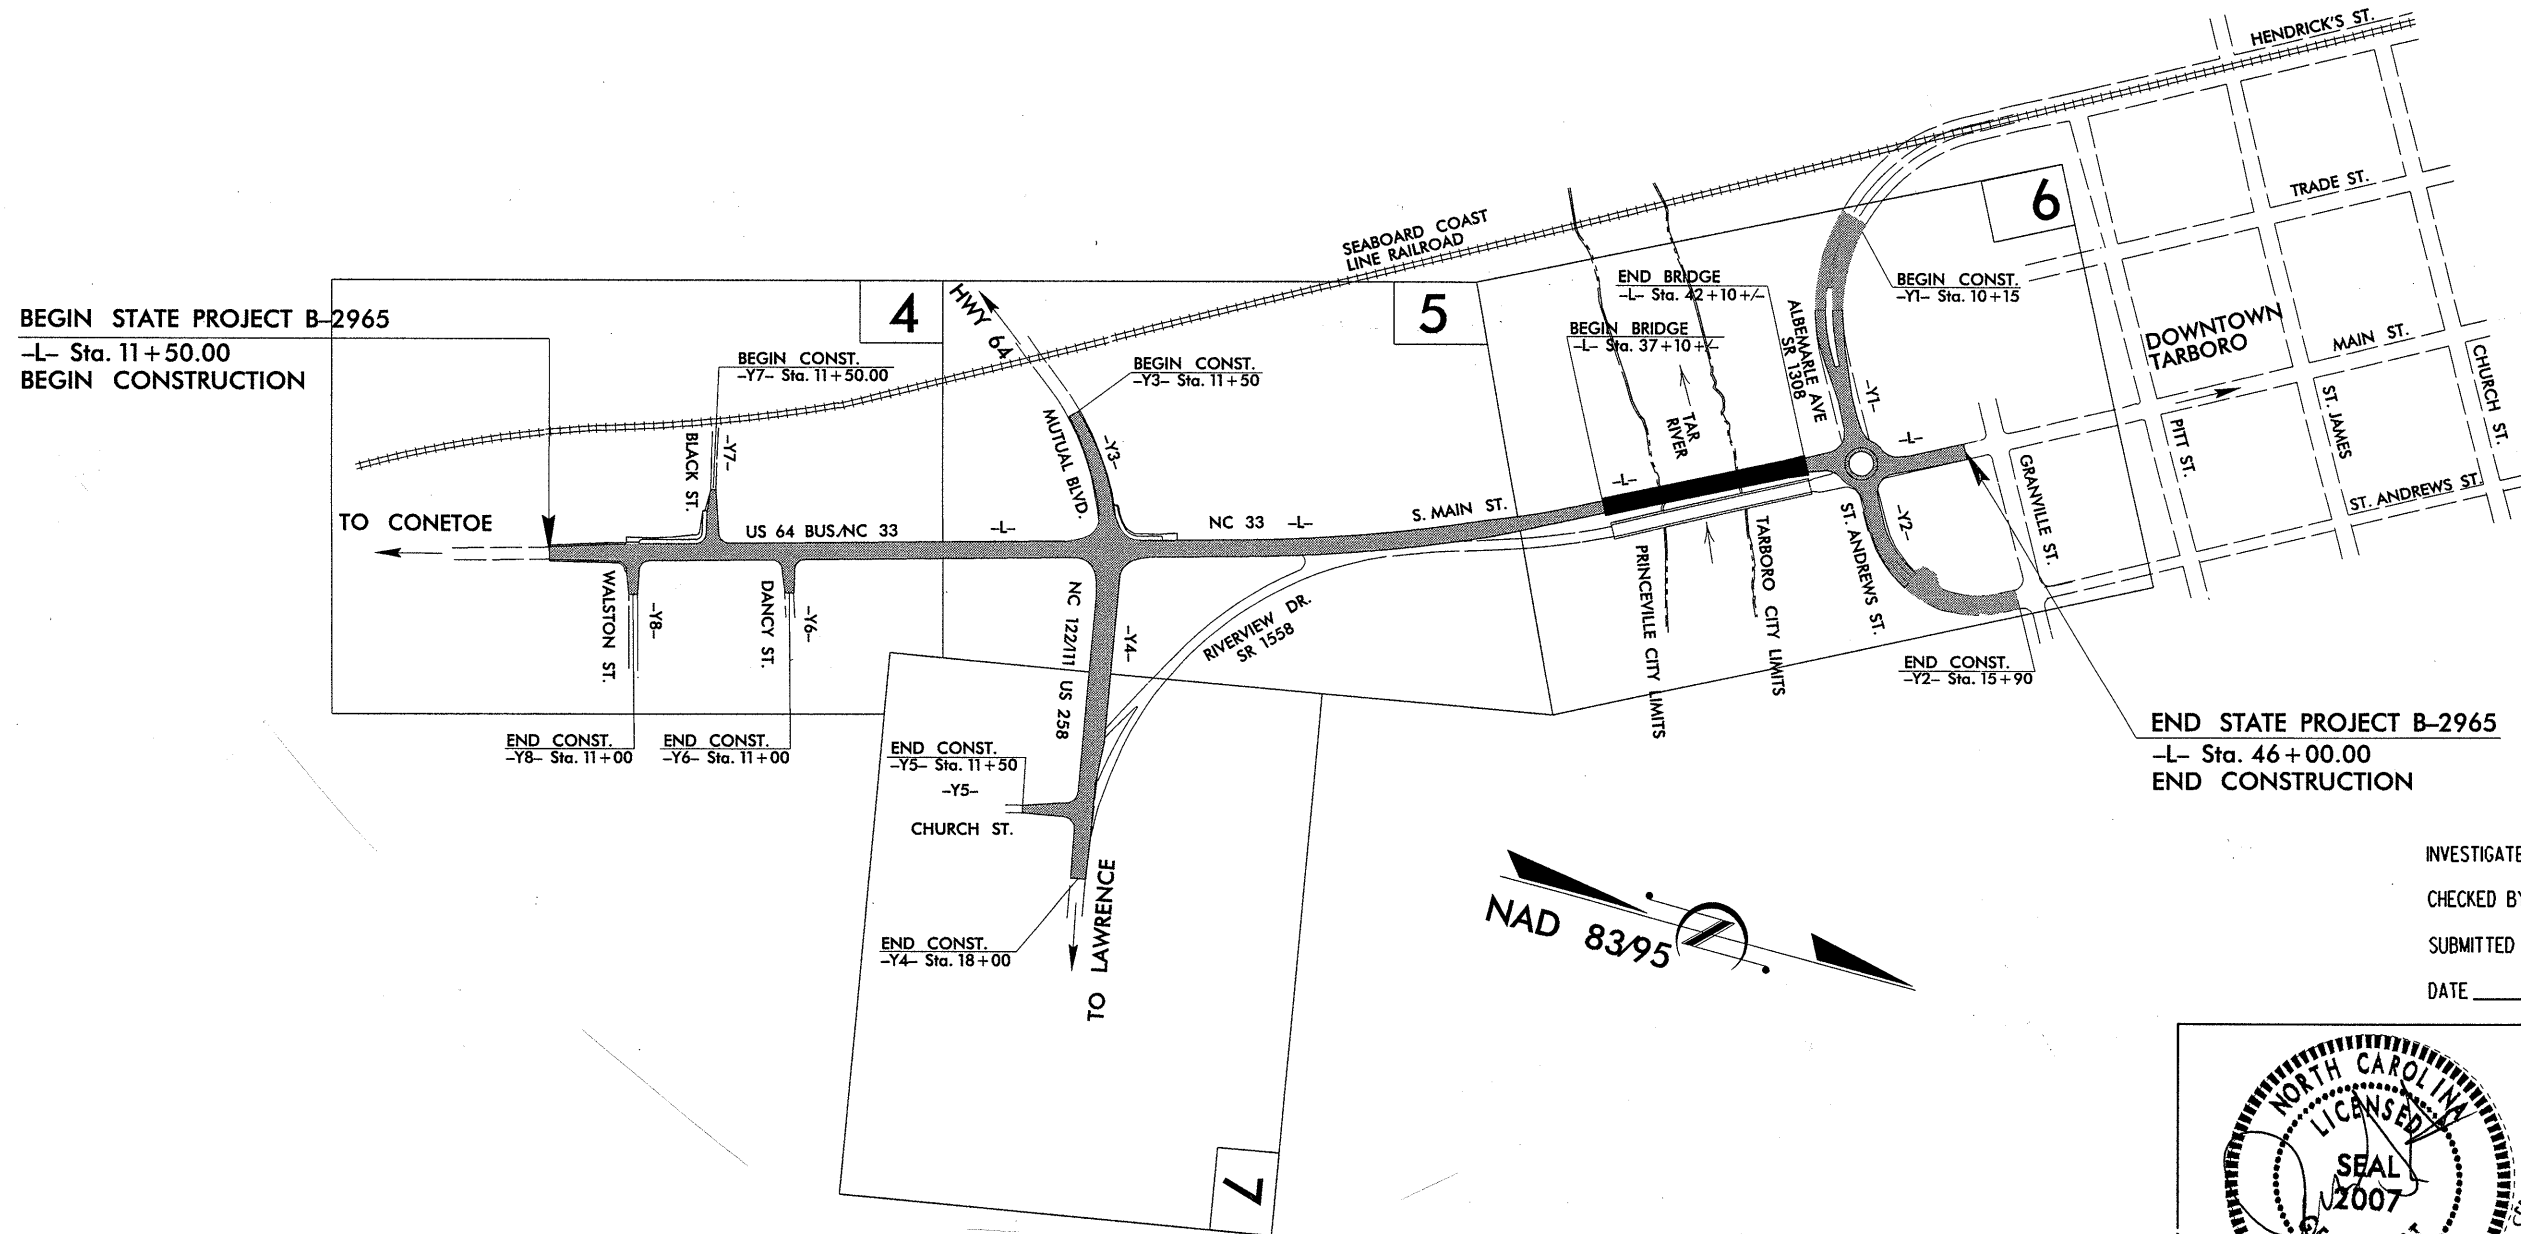 HENDRICK'S ST.
TRADE ST.
6
SEABOARD COAST
LINE RAILROAD
END BRIDGE
-L- Sta. 42+10 +/-
BEGIN BRIDGE
-L- Sta. 37+10 +/-
ALBEMARLE AVE
SR 1308
BEGIN CONST.
-Y1- Sta. 10+15
DOWNTOWN
TARBORO
MAIN ST.
CHURCH ST.
ST. JAMES
PITT ST.
ST. ANDREWS ST.
GRANVILLE ST.
4
5
HWY 64
BEGIN STATE PROJECT B-2965
-L- Sta. 11+50.00
BEGIN CONSTRUCTION
BEGIN CONST.
-Y7- Sta. 11+50.00
BEGIN CONST.
-Y3- Sta. 11+50
BLACK ST.
-Y7-
MUTUAL BLVD.
-Y3-
TAR
RIVER
-Y1-
-L-
-L-
TO CONETOE
US 64 BUS/NC 33
-L-
NC 33
-L-
S. MAIN ST.
ST. ANDREWS ST.
-Y2-
WALSTON ST.
-Y8-
DANCY ST.
-Y6-
NC 122/111 US 258
-Y4-
RIVERVIEW DR.
SR 1558
PRINCEVILLE CITY LIMITS
TARBORO CITY LIMITS
END CONST.
-Y2- Sta. 15+90
END CONST.
-Y8- Sta. 11+00
END CONST.
-Y6- Sta. 11+00
END CONST.
-Y5- Sta. 11+50
-Y5-
CHURCH ST.
END STATE PROJECT B-2965
-L- Sta. 46+00.00
END CONSTRUCTION
END CONST.
-Y4- Sta. 18+00
TO LAWRENCE
NAD 83/95
7
CHECKED
SUBMITTED
DATE
NORTH CAROLINA
LICENSED
SEAL
2007